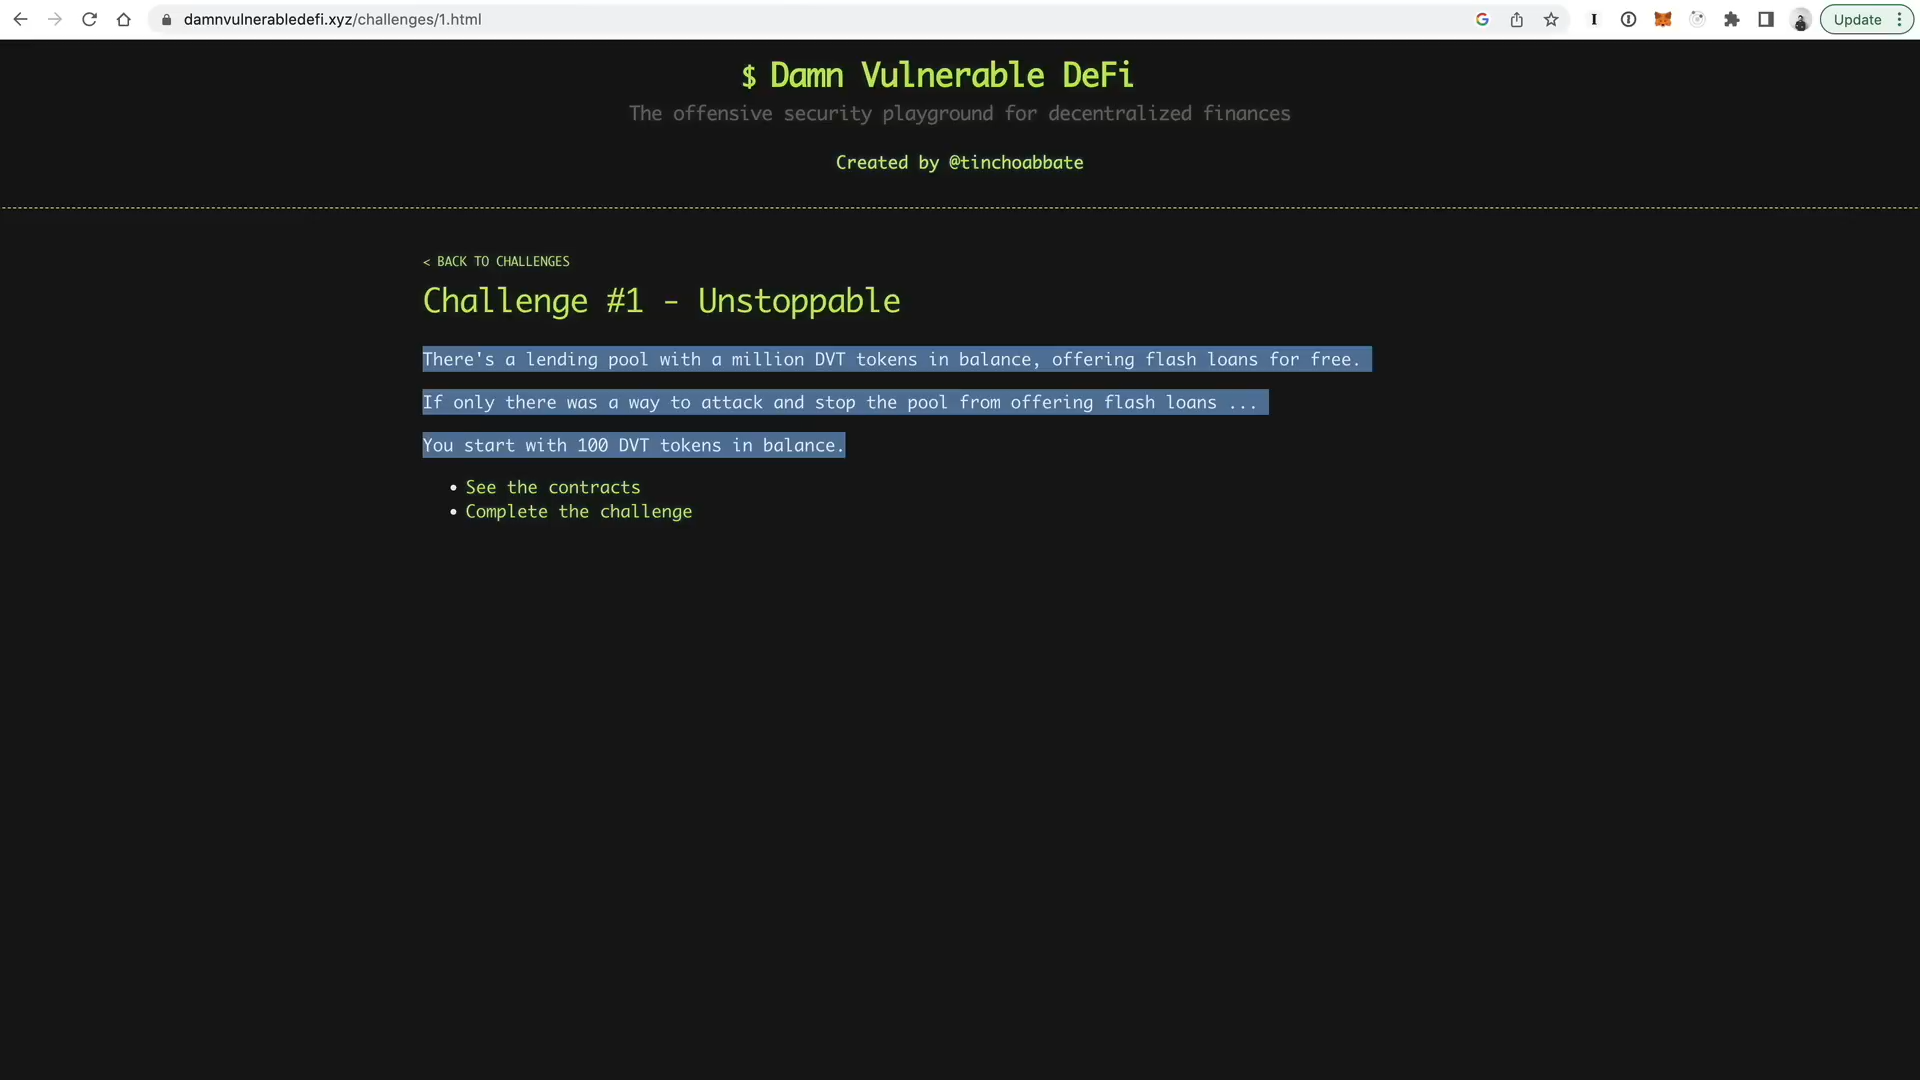 damnvulnerabledefi.xyz/challenges/1.html
Update
$ Damn Vulnerable DeFi
The offensive security playground for decentralized finances
Created by @tinchoabbate
< BACK TO CHALLENGES
Challenge #1 - Unstoppable
There's a lending pool with a million DVT tokens in balance, offering flash loans for free.
If only there was a way to attack and stop the pool from offering flash loans ...
You start with 100 DVT tokens in balance.
• See the contracts
• Complete the challenge